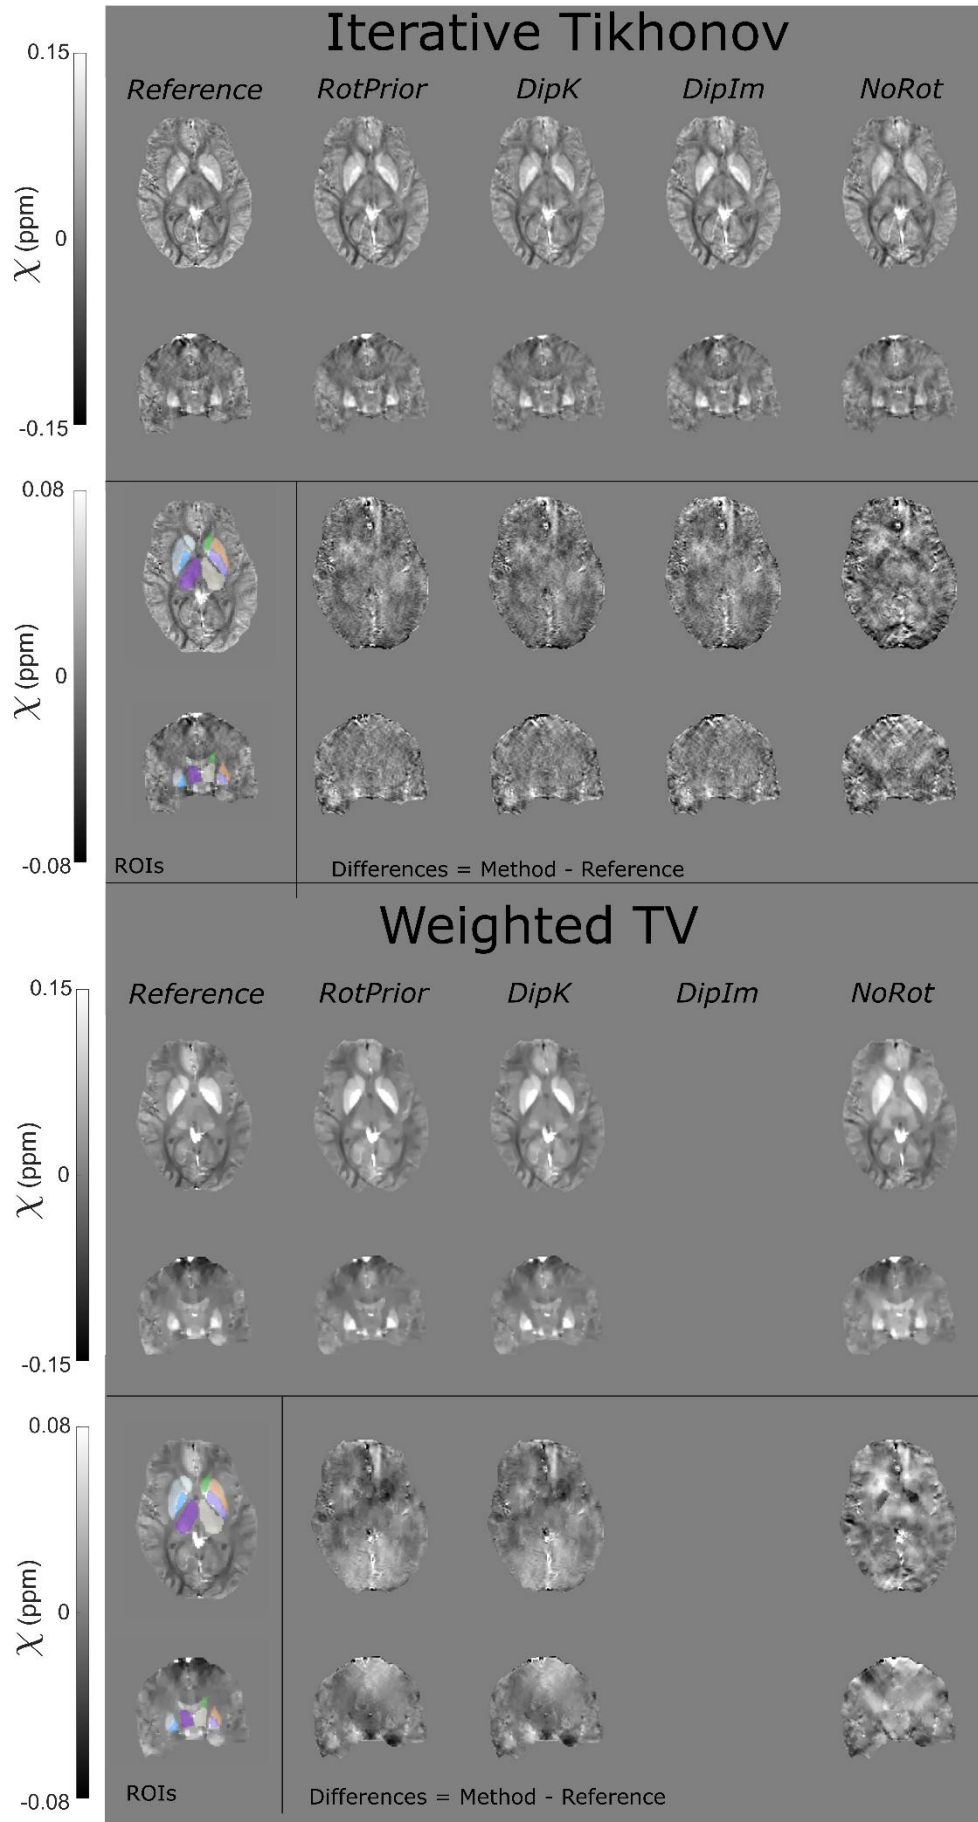 Iterative Tikhonov
0.15
Reference RotPrior DipK DipIm NoRot
χ (ppm)
0
-0.15
0.08
χ (ppm)
0
-0.08
ROIs
Differences = Method - Reference
Weighted TV
0.15
Reference RotPrior DipK DipIm NoRot
χ (ppm)
0
-0.15
0.08
χ (ppm)
0
-0.08
ROIs
Differences = Method - Reference